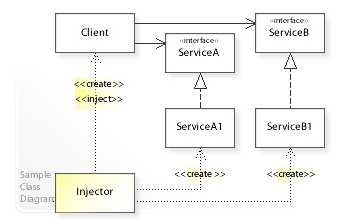 Client
«interface»
ServiceA
«interface»
ServiceB
<<create>>
<<inject>>
ServiceA1
ServiceB1
<<create>>
<<create>>
Sample
Class
Diagram
Injector